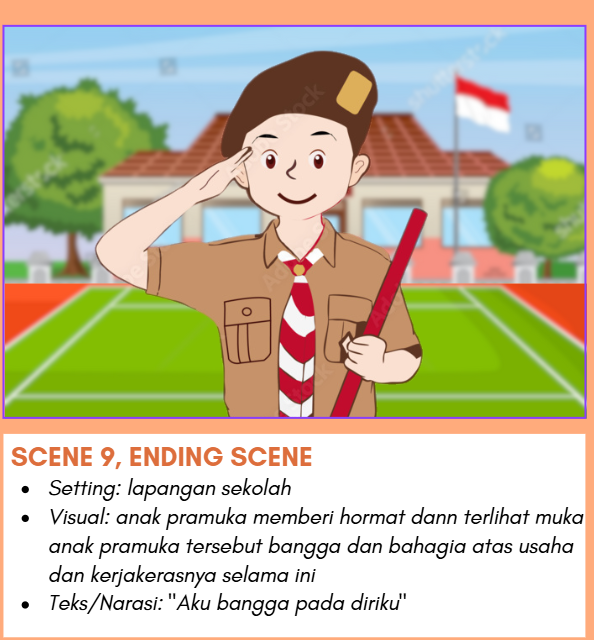 SCENE 9, ENDING SCENE
• Setting: lapangan sekolah
• Visual: anak pramuka memberi hormat dann terlihat muka
anak pramuka tersebut bangga dan bahagia atas usaha
dan kerjakerasnya selama ini
• Teks/Narasi: "Aku bangga pada diriku"